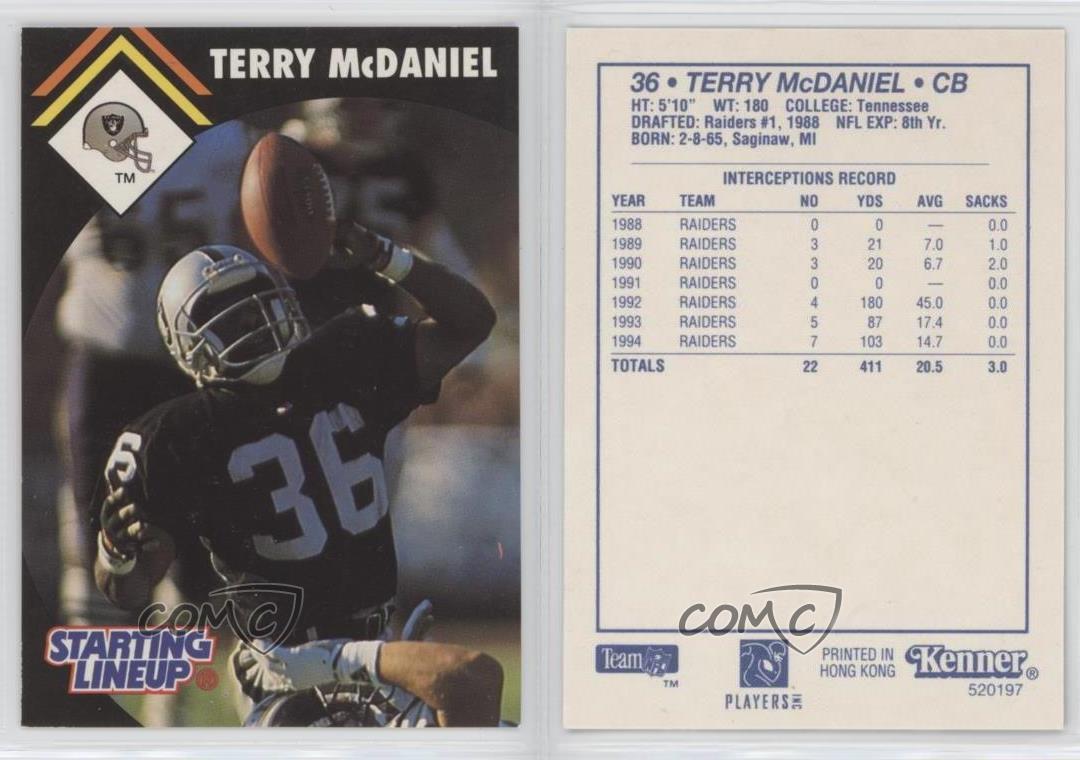 TERRY McDANIEL
TM
36
36
STARTING
LINEUP®
COMC
36 • TERRY McDANIEL • CB
HT: 5'10" WT: 180 COLLEGE: Tennessee
DRAFTED: Raiders #1, 1988 NFL EXP: 8th Yr.
BORN: 2-8-65, Saginaw, MI
INTERCEPTIONS RECORD
YEAR TEAM NO YDS AVG SACKS
1988 RAIDERS 0 0 — 0.0
1989 RAIDERS 3 21 7.0 1.0
1990 RAIDERS 3 20 6.7 2.0
1991 RAIDERS 0 0 — 0.0
1992 RAIDERS 4 180 45.0 0.0
1993 RAIDERS 5 87 17.4 0.0
1994 RAIDERS 7 103 14.7 0.0
TOTALS 22 411 20.5 3.0
COMC
Team NFL TM
PLAYERS INC
PRINTED IN
HONG KONG
Kenner®
520197